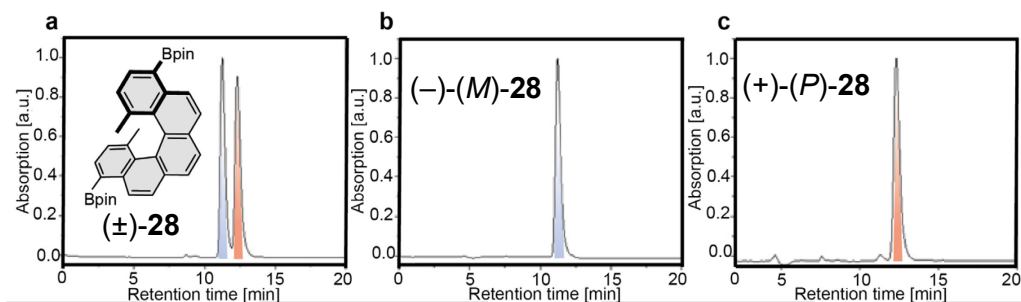 a
Absorption [a.u.]
1.0
0.8
0.6
0.4
0.2
0.0
Bpin
Bpin
(±)-28
0 5 10 15 20
Retention time [min]
b
Absorption [a.u.]
1.0
0.8
0.6
0.4
0.2
0.0
(–)-(M)-28
0 5 10 15 20
Retention time [min]
c
Absorption [a.u.]
1.0
0.8
0.6
0.4
0.2
0.0
(+)-(P)-28
0 5 10 15 20
Retention time [min]